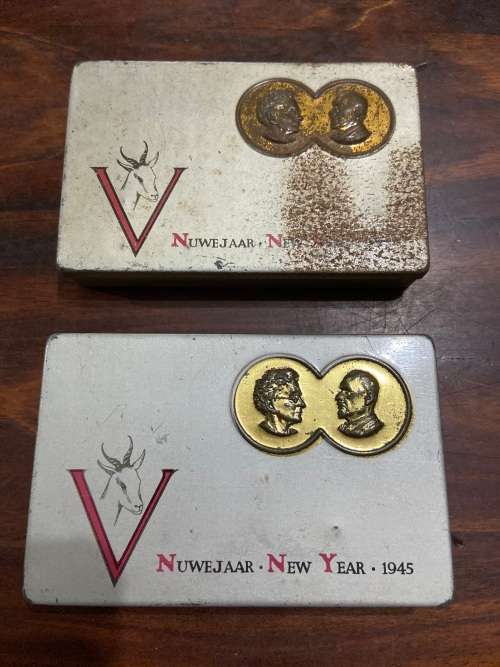 V
NUWEJAAR · NEW
V
NUWEJAAR · NEW YEAR · 1945